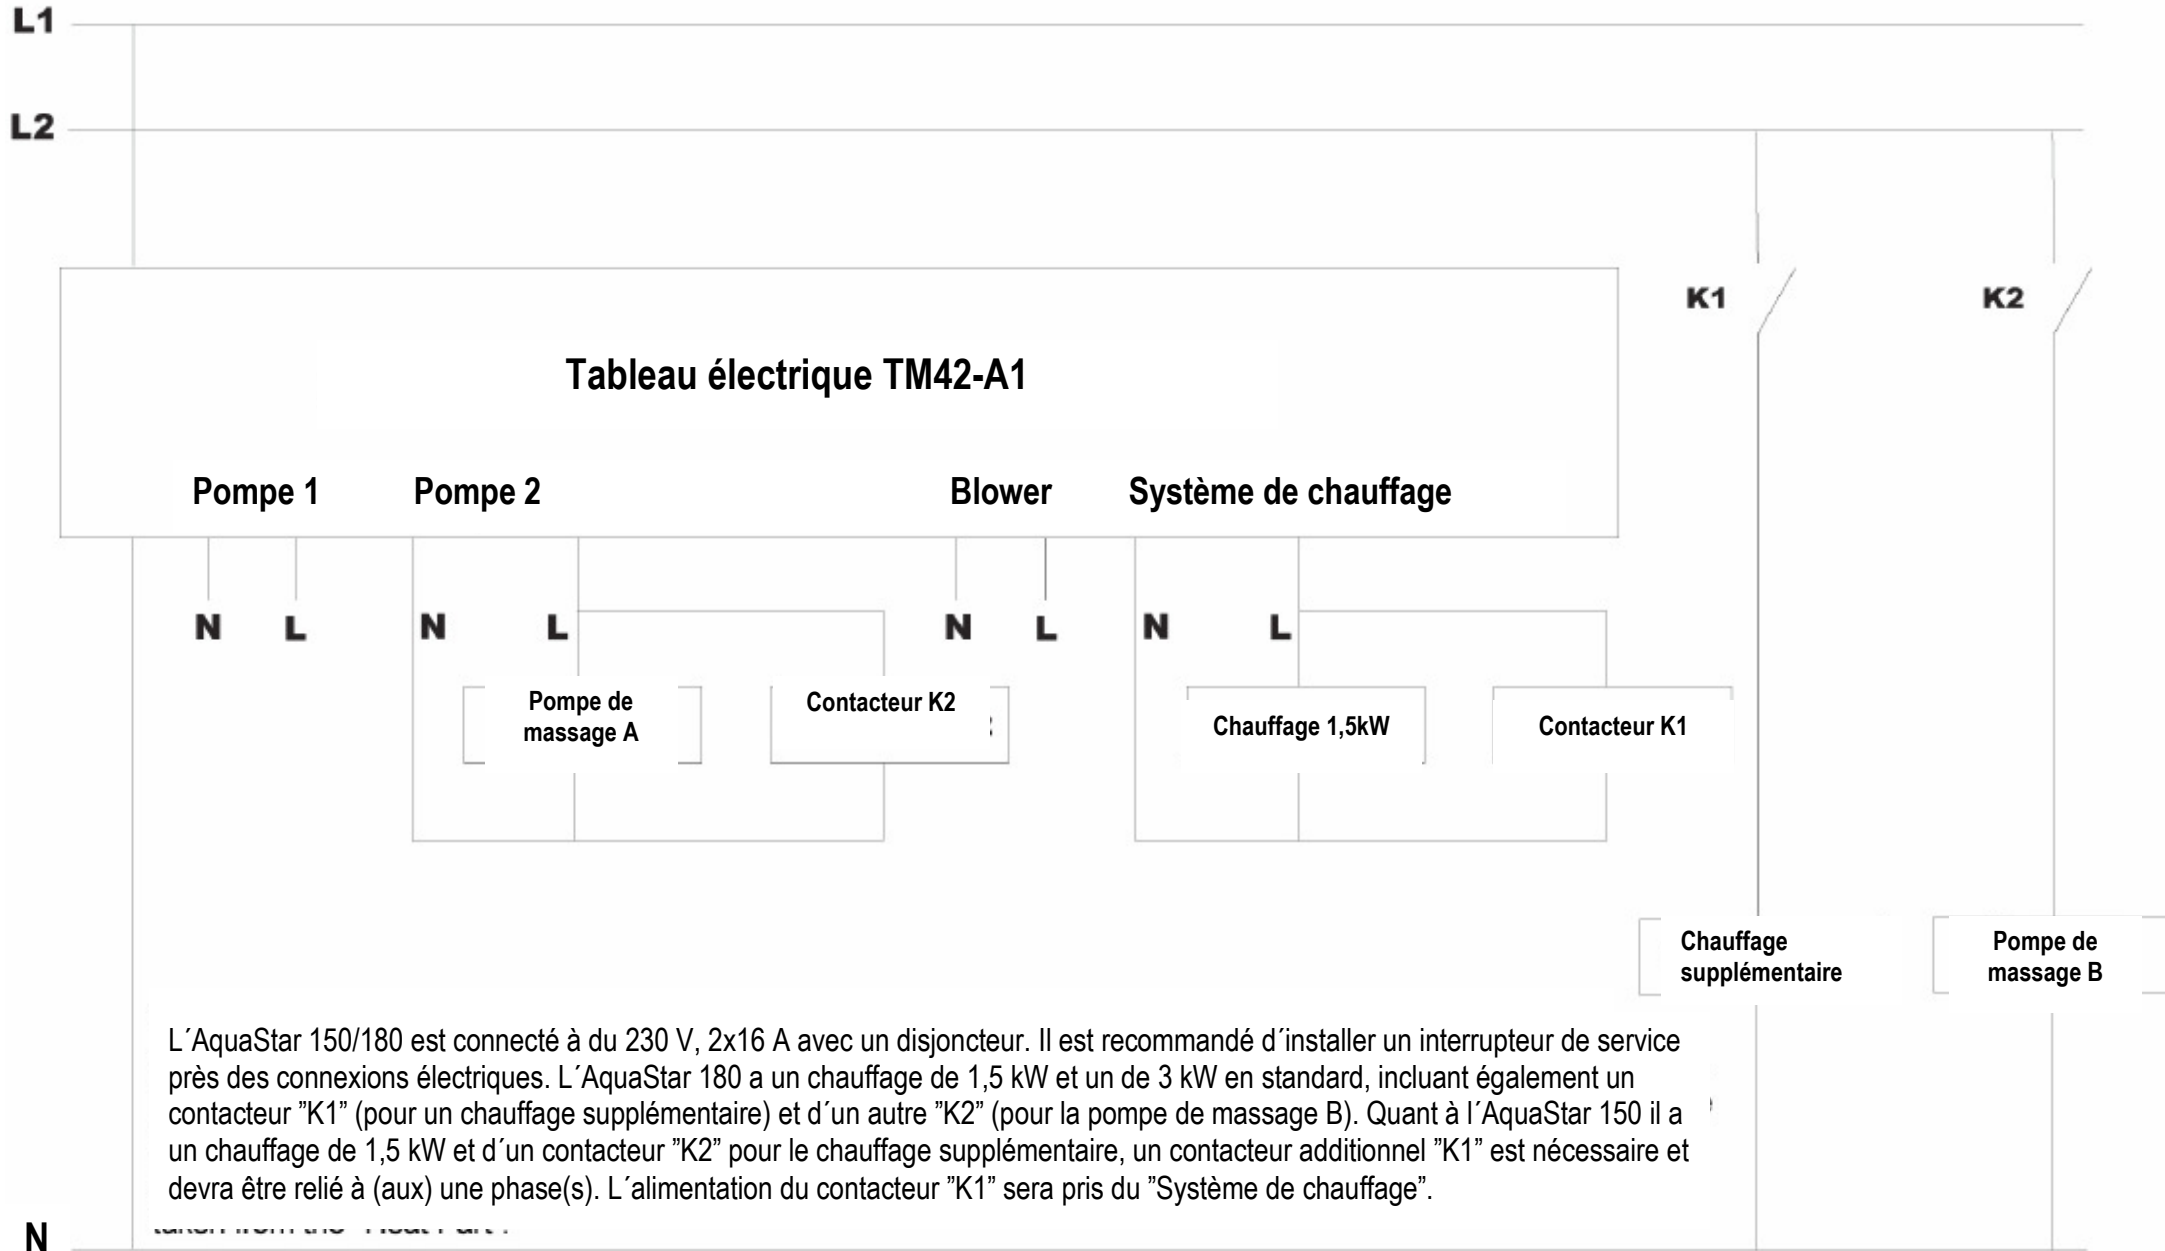 L1
L2
K1
K2
Tableau électrique TM42-A1
Pompe 1 Pompe 2 Blower Système de chauffage
N L N L N L N L
Pompe de
massage A
Contacteur K2
Chauffage 1,5kW
Contacteur K1
Chauffage
supplémentaire
Pompe de
massage B
L´AquaStar 150/180 est connecté à du 230 V, 2x16 A avec un disjoncteur. Il est recommandé d´installer un interrupteur de service
près des connexions électriques. L´AquaStar 180 a un chauffage de 1,5 kW et un de 3 kW en standard, incluant également un
contacteur ”K1” (pour un chauffage supplémentaire) et d´un autre ”K2” (pour la pompe de massage B). Quant à l´AquaStar 150 il a
un chauffage de 1,5 kW et d´un contacteur ”K2” pour le chauffage supplémentaire, un contacteur additionnel ”K1” est nécessaire et
devra être relié à (aux) une phase(s). L´alimentation du contacteur ”K1” sera pris du ”Système de chauffage”.
N